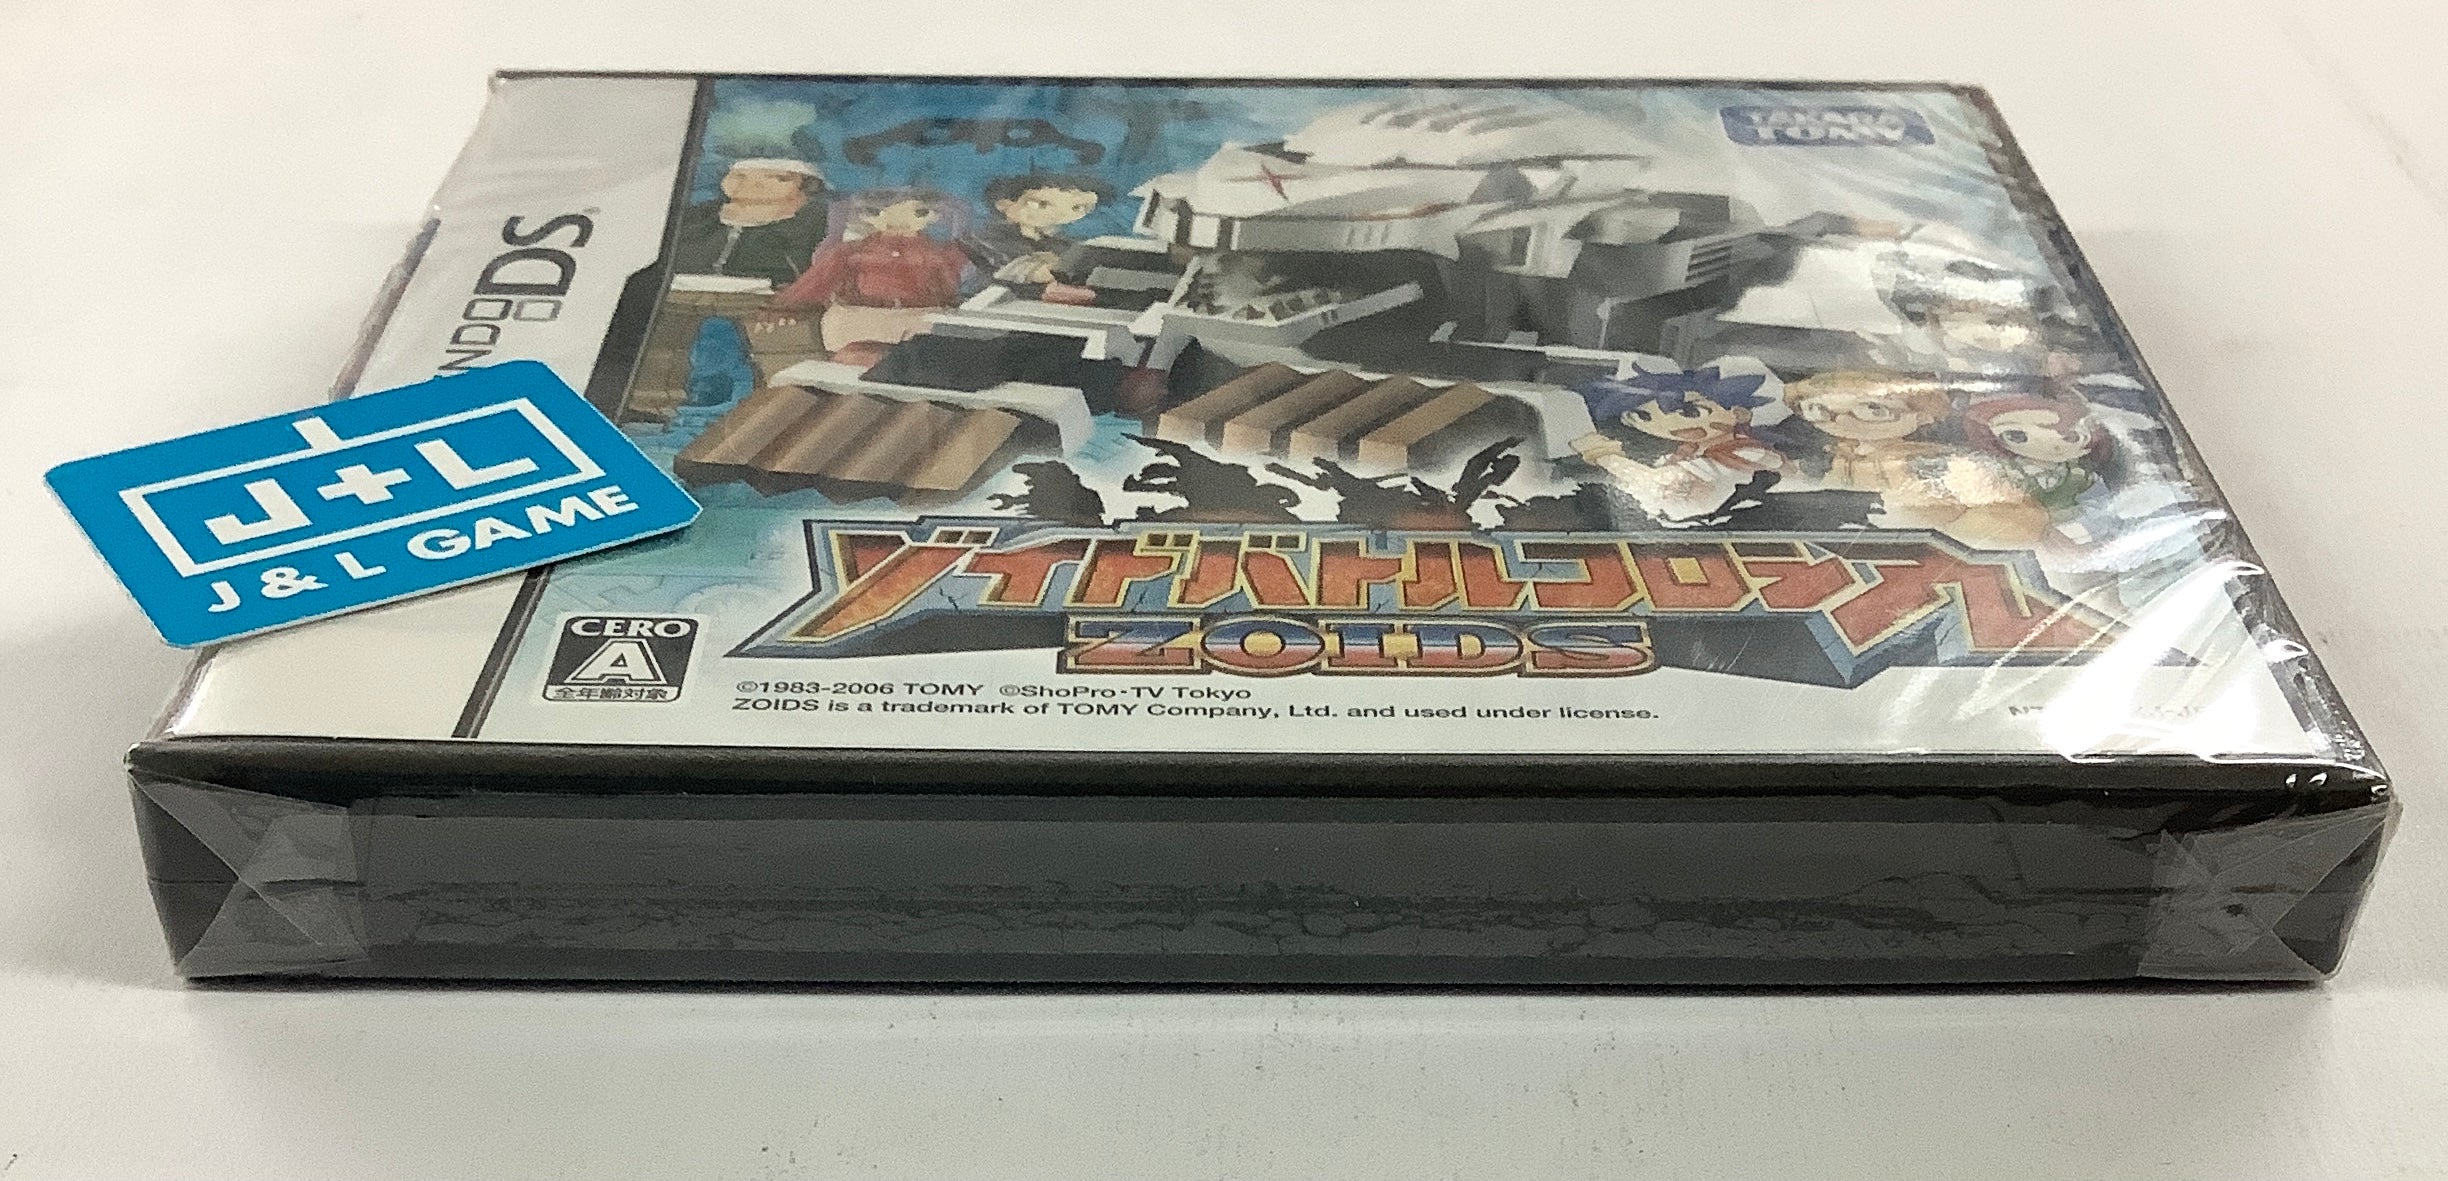 TAKARA
TOMY
DS
J+L
J & L GAME
ゾイドバトルコロシアム
ZOIDS
CERO
A
全年齢対象
©1983-2006 TOMY ©ShoPro・TV Tokyo
ZOIDS is a trademark of TOMY Company, Ltd. and used under license.